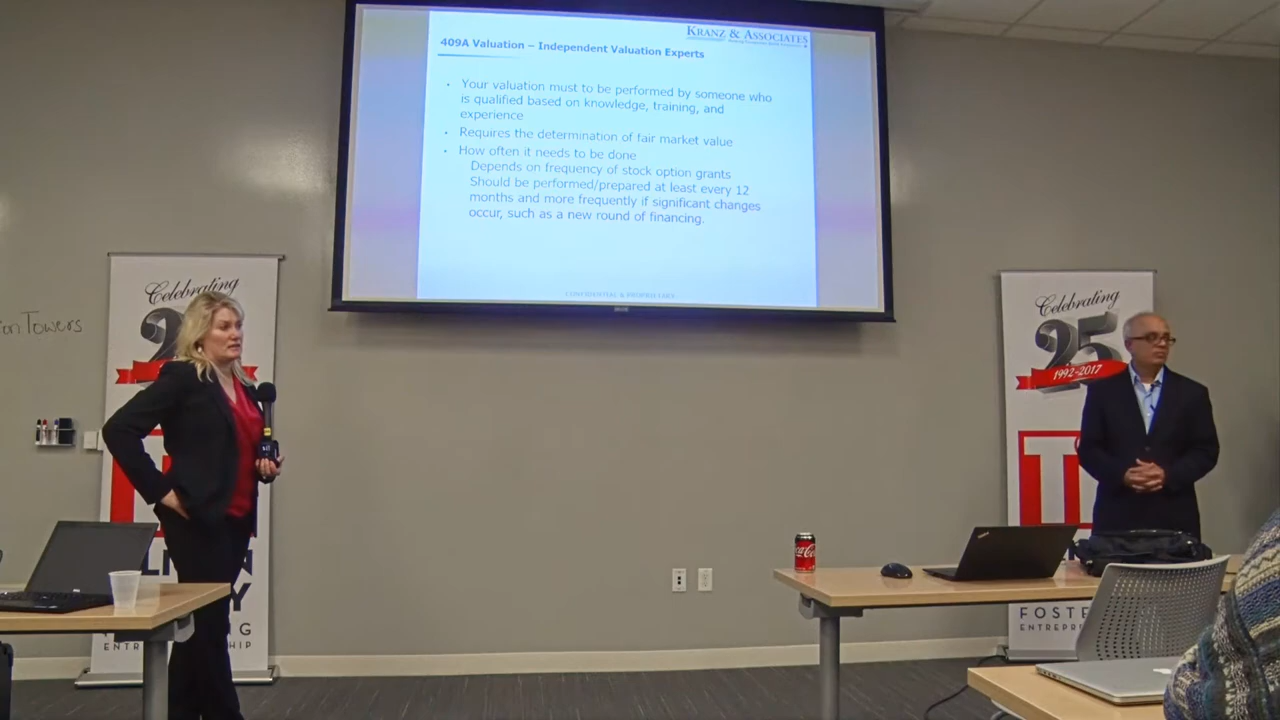 KRANZ & ASSOCIATES
409A Valuation – Independent Valuation Experts
• Your valuation must to be performed by someone who
is qualified based on knowledge, training, and
experience
• Requires the determination of fair market value
• How often it needs to be done
Depends on frequency of stock option grants
Should be performed/prepared at least every 12
months and more frequently if significant changes
occur, such as a new round of financing.
CONFIDENTIAL & PROPRIETARY
Celebrating
on Towers
Celebrating
25
1992-2017
T
FOSTE
ENTREPR
ENTR
SHIP